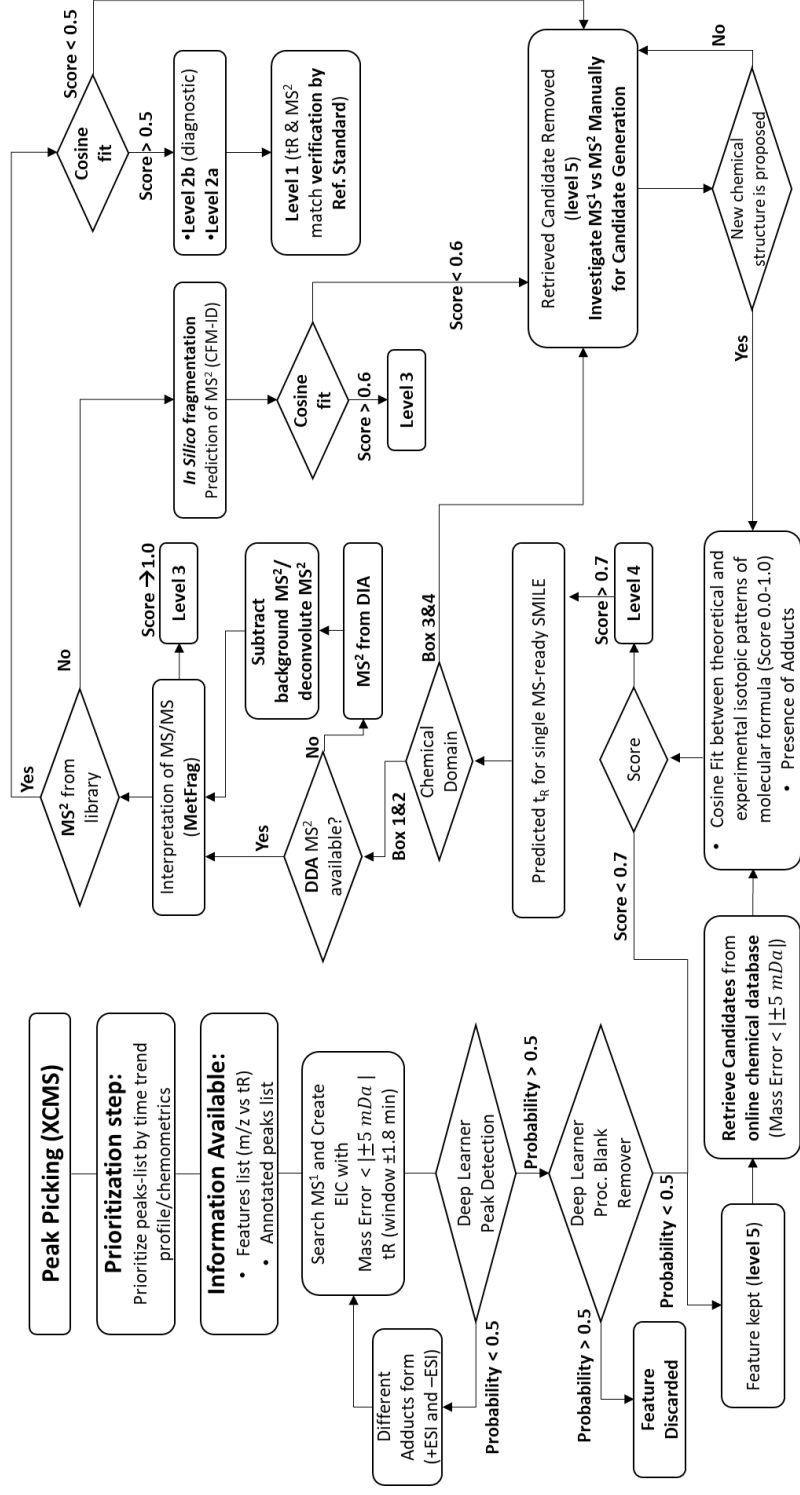 Peak Picking (XCMS)
Prioritization step:
Prioritize peaks-list by time trend
profile/chemometrics
Information Available:
• Features list (m/z vs tR)
• Annotated peaks list
Search MS¹ and Create
EIC with
Mass Error < |±5 mDa |
tR (window ±1.8 min)
Different
Adducts form
(+ESI and −ESI)
Probability < 0.5
Deep Learner
Peak Detection
Probability > 0.5
Deep Learner
Proc. Blank
Remover
Probability > 0.5
Feature
Discarded
Probability < 0.5
Feature kept (level 5)
Retrieve Candidates from
online chemical database
(Mass Error < |±5 mDa|)
• Cosine Fit between theoretical and
experimental isotopic patterns of
molecular formula (Score 0.0-1.0)
• Presence of Adducts
Score
Score < 0.7
Score > 0.7
Level 4
Predicted tR for single MS-ready SMILE
Chemical
Domain
Box 1&2
Box 3&4
DDA MS²
available?
Yes
No
MS² from DIA
Subtract
background MS²/
deconvolute MS²
Interpretation of MS/MS
(MetFrag)
Score →1.0
Level 3
MS² from
library
Yes
No
In Silico fragmentation
Prediction of MS² (CFM-ID)
Cosine
fit
Score > 0.6
Level 3
Score < 0.6
Cosine
fit
Score < 0.5
Score > 0.5
•Level 2b (diagnostic)
•Level 2a
Level 1 (tR & MS²
match verification by
Ref. Standard)
Retrieved Candidate Removed
(level 5)
Investigate MS¹ vs MS² Manually
for Candidate Generation
New chemical
structure is proposed
No
Yes